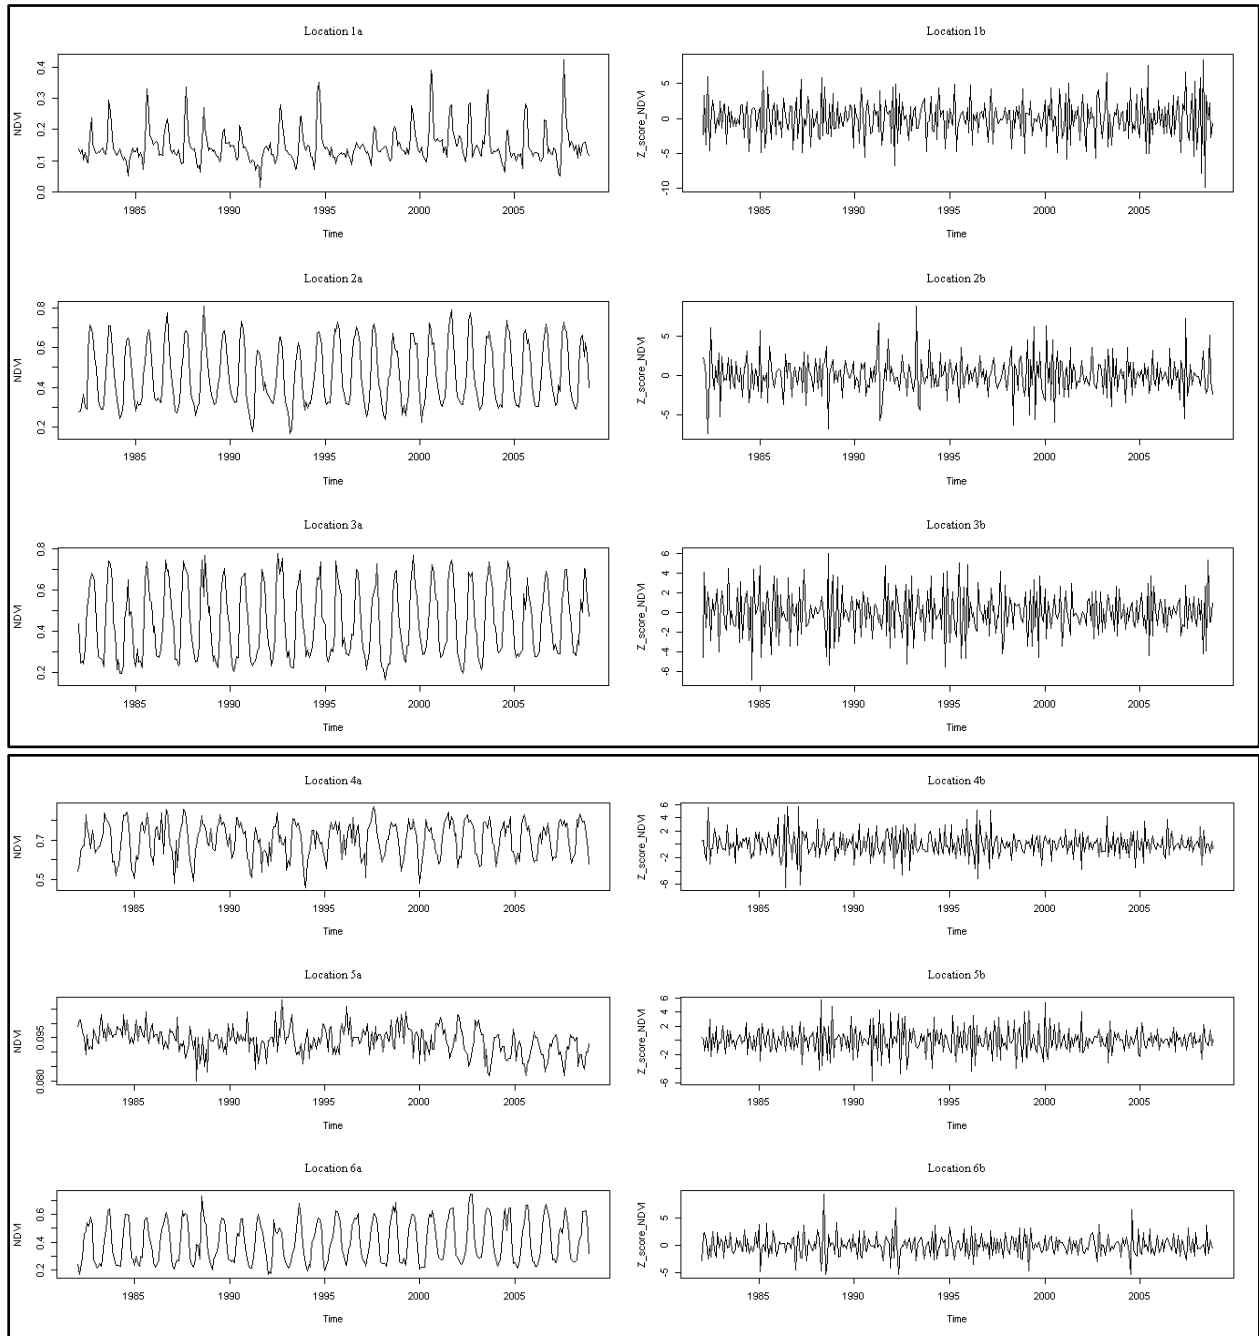 Location 1a
NDVI
0.0 0.1 0.2 0.3 0.4
1985 1990 1995 2000 2005
Time
Location 1b
Z_score_NDVI
-10 -5 0 5
1985 1990 1995 2000 2005
Time
Location 2a
NDVI
0.2 0.4 0.6 0.8
1985 1990 1995 2000 2005
Time
Location 2b
Z_score_NDVI
-5 0 5
1985 1990 1995 2000 2005
Time
Location 3a
NDVI
0.2 0.4 0.6 0.8
1985 1990 1995 2000 2005
Time
Location 3b
Z_score_NDVI
-6 -4 -2 0 2 4 6
1985 1990 1995 2000 2005
Time
Location 4a
NDVI
0.5 0.7
1985 1990 1995 2000 2005
Time
Location 4b
Z_score_NDVI
-6 -2 2 4 6
1985 1990 1995 2000 2005
Time
Location 5a
NDVI
0.080 0.095
1985 1990 1995 2000 2005
Time
Location 5b
Z_score_NDVI
-6 -2 2 4 6
1985 1990 1995 2000 2005
Time
Location 6a
NDVI
0.2 0.4 0.6
1985 1990 1995 2000 2005
Time
Location 6b
Z_score_NDVI
-5 0 5
1985 1990 1995 2000 2005
Time